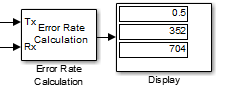 Tx
Rx
Error Rate
Calculation
Error Rate
Calculation
0.5
352
704
Display